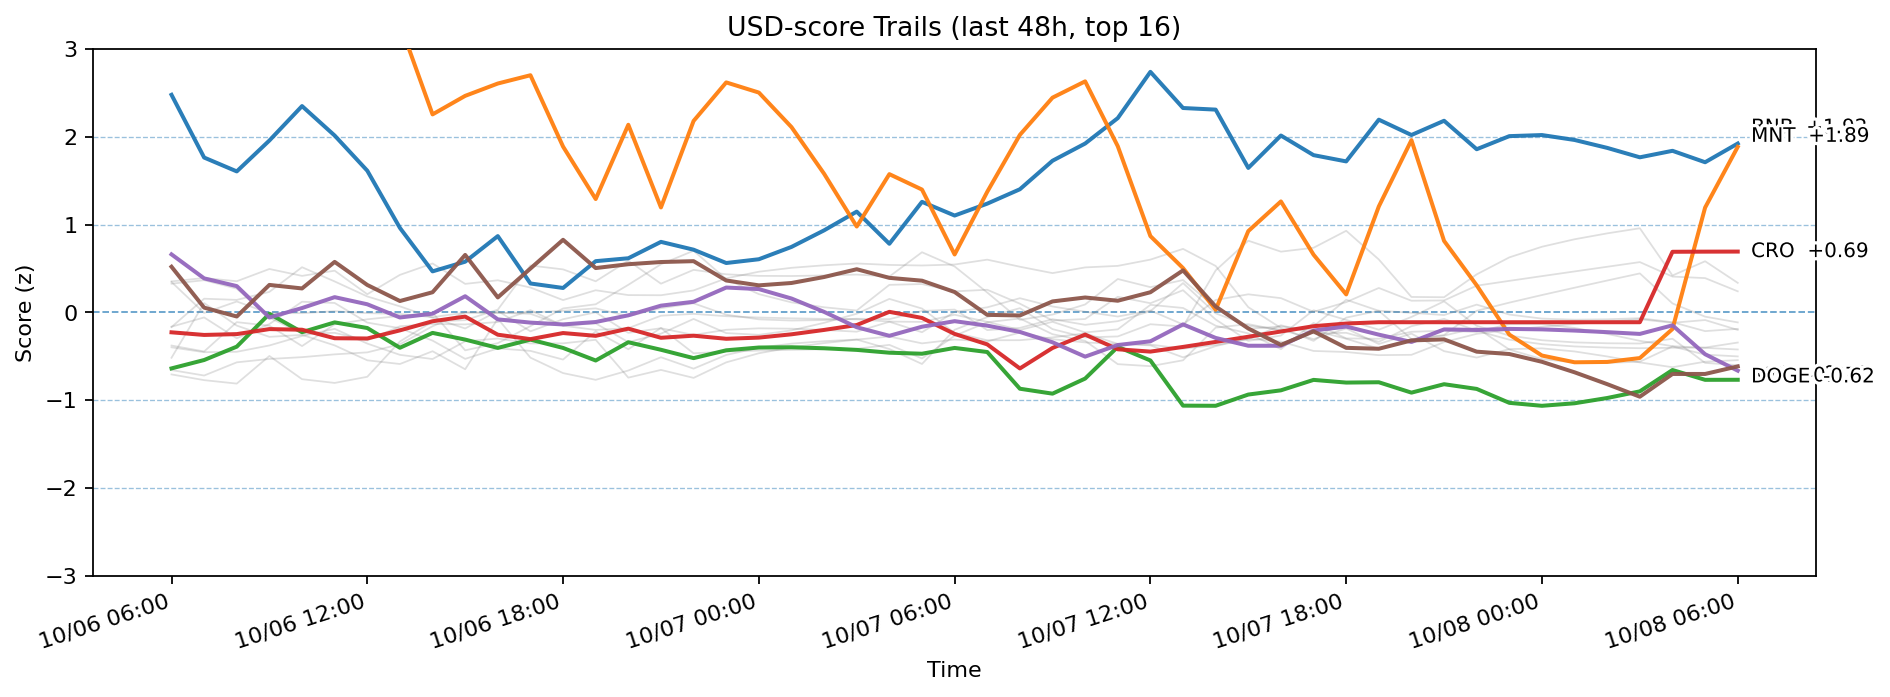 USD-score Trails (last 48h, top 16)
Score (z)
3
2
1
0
−1
−2
−3
MNT +1.89
CRO +0.69
DOGE -0.62
10/06 06:00
10/06 12:00
10/06 18:00
10/07 00:00
10/07 06:00
10/07 12:00
10/07 18:00
10/08 00:00
10/08 06:00
Time